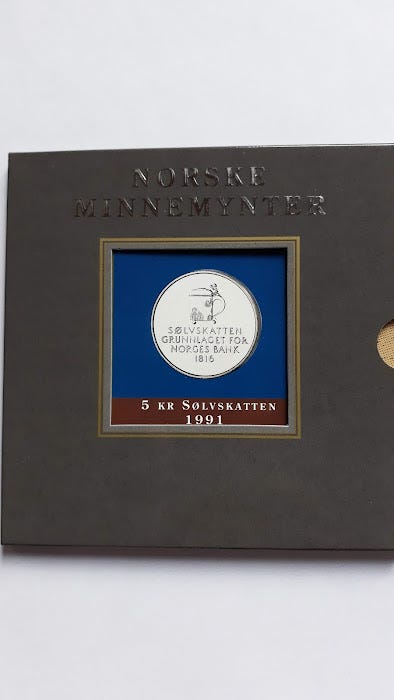 NORSKE
MINNEMYNTER
SØLVSKATTEN
GRUNNLAGET FOR
NORGES BANK
1816
5 KR SØLVSKATTEN
1991